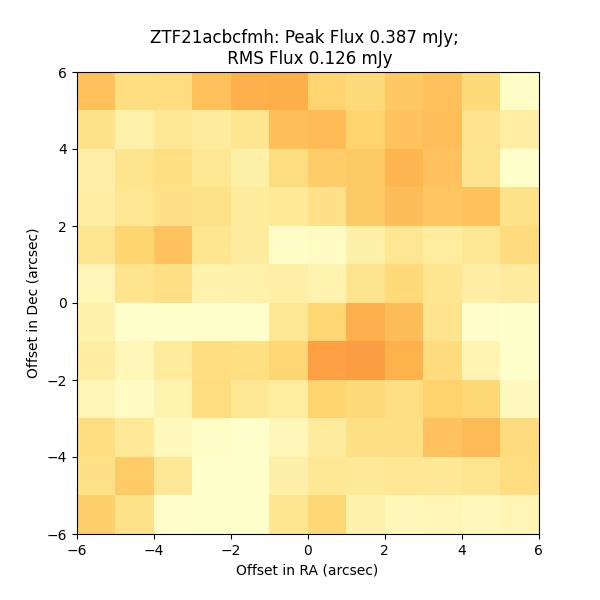 ZTF21acbcfmh: Peak Flux 0.387 mJy;
RMS Flux 0.126 mJy
6
4
2
0
−2
−4
−6
Offset in Dec (arcsec)
−6 −4 −2 0 2 4 6
Offset in RA (arcsec)